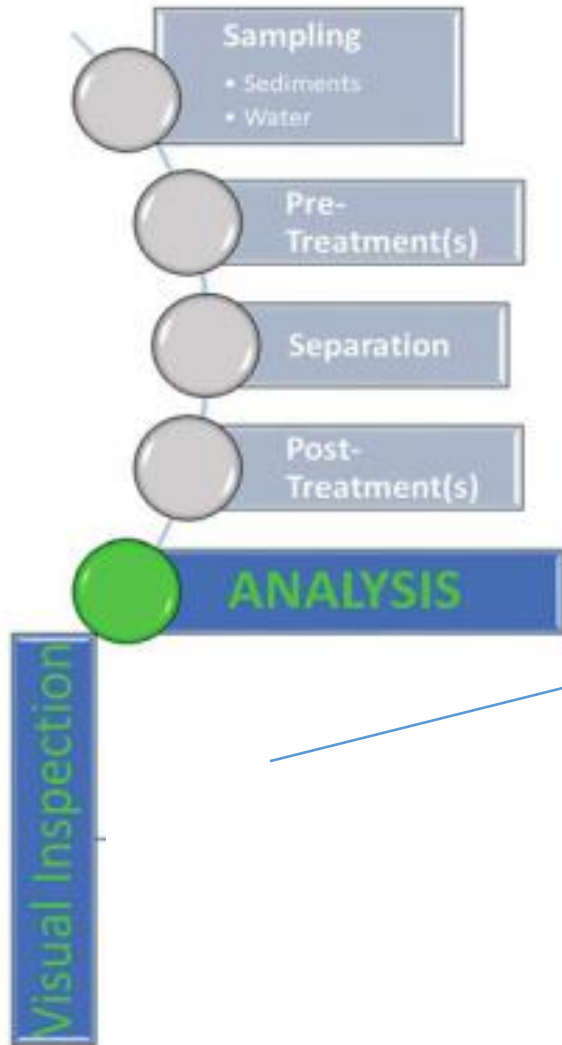 Sampling
• Sediments
• Water
Pre-
Treatment(s)
Separation
Post-
Treatment(s)
ANALYSIS
Visual Inspection